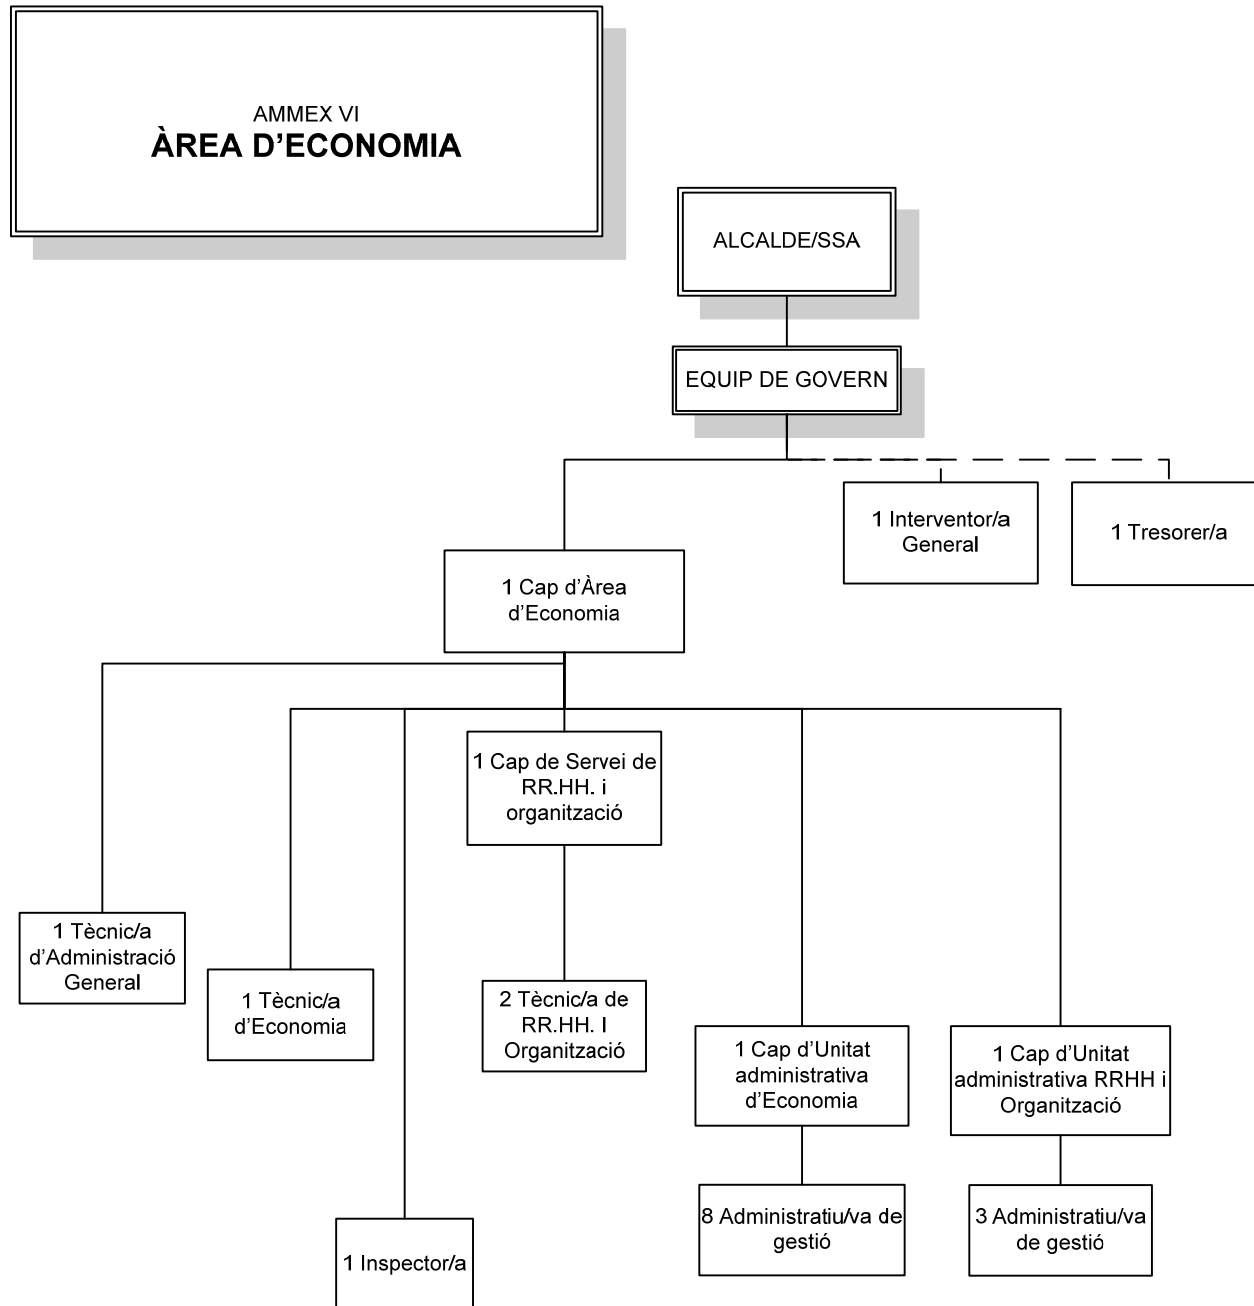 AMMEX VI
ÀREA D'ECONOMIA
ALCALDE/SSA
EQUIP DE GOVERN
1 Interventor/a
General
1 Tresorer/a
1 Cap d'Àrea
d'Economia
1 Cap de Servei de
RR.HH. i
organització
1 Tècnic/a
d'Administració
General
1 Tècnic/a
d'Economia
2 Tècnic/a de
RR.HH. I
Organització
1 Cap d'Unitat
administrativa
d'Economia
1 Cap d'Unitat
administrativa RRHH i
Organització
8 Administratiu/va de
gestió
3 Administratiu/va
de gestió
1 Inspector/a